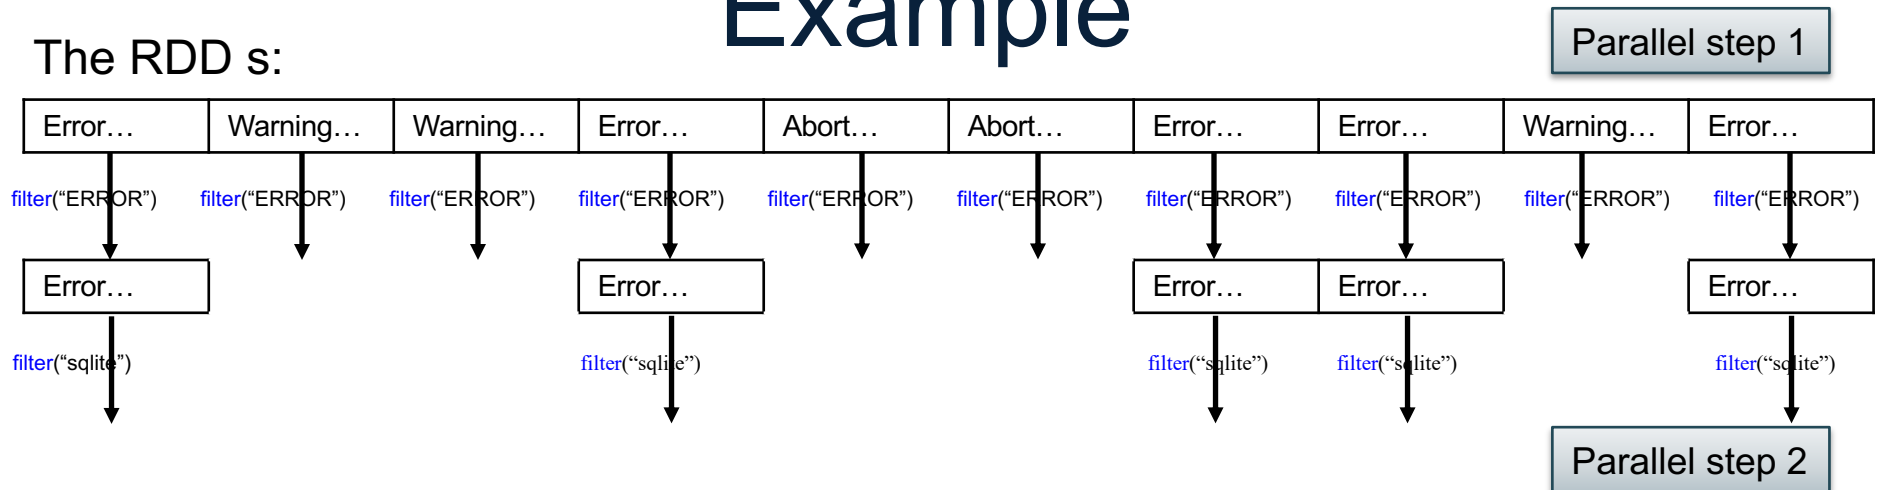 Example
Parallel step 1
The RDD s:
Error… Warning… Warning… Error… Abort… Abort… Error… Error… Warning… Error…
filter(“ERROR”) filter(“ERROR”) filter(“ERROR”) filter(“ERROR”) filter(“ERROR”) filter(“ERROR”) filter(“ERROR”) filter(“ERROR”) filter(“ERROR”) filter(“ERROR”)
Error… Error… Error… Error… Error…
filter(“sqlite”) filter(“sqlite”) filter(“sqlite”) filter(“sqlite”) filter(“sqlite”)
Parallel step 2